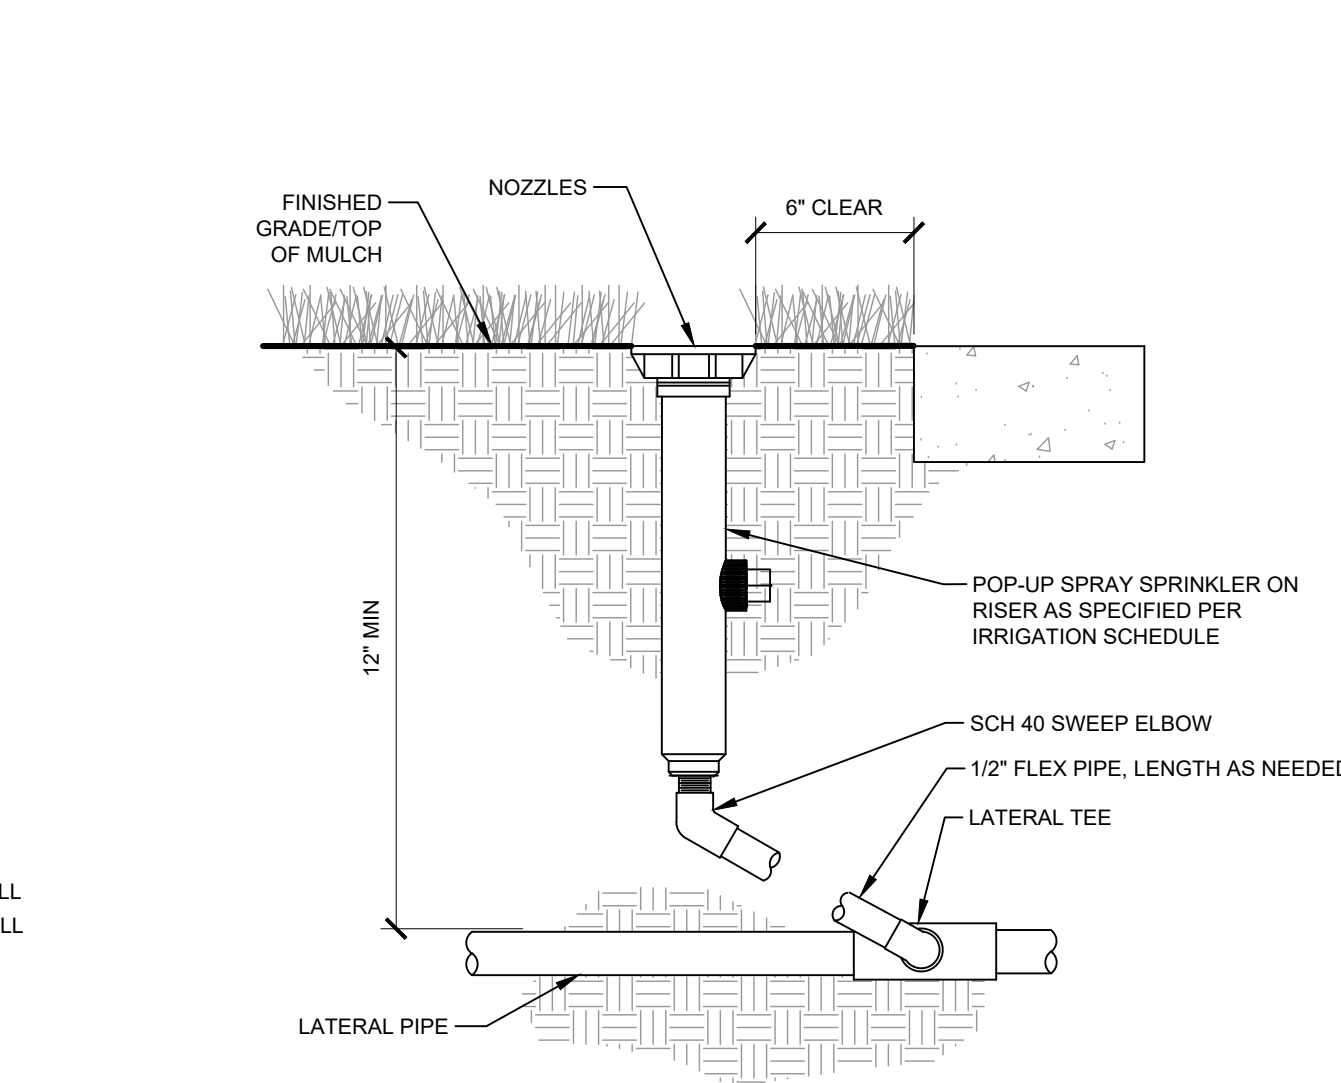 FINISHED
GRADE/TOP
OF MULCH
NOZZLES
6" CLEAR
12" MIN
POP-UP SPRAY SPRINKLER ON
RISER AS SPECIFIED PER
IRRIGATION SCHEDULE
SCH 40 SWEEP ELBOW
1/2" FLEX PIPE, LENGTH AS NEEDED
LATERAL TEE
LL
LL
LATERAL PIPE